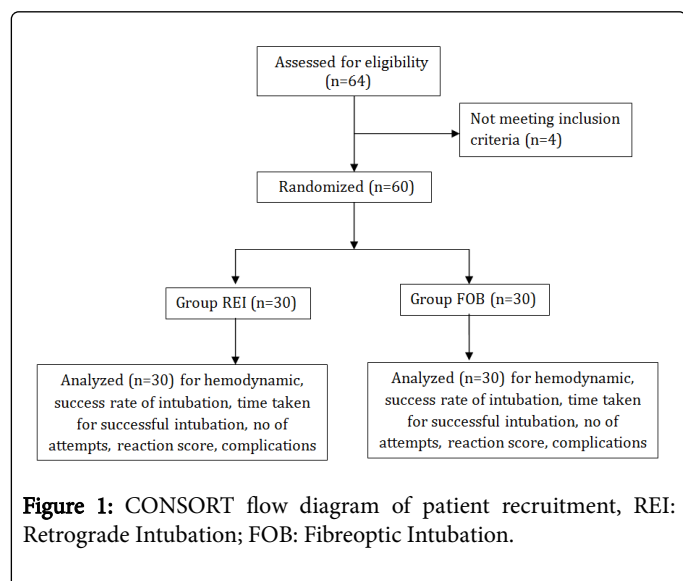 Assessed for eligibility
(n=64)
Not meeting inclusion
criteria (n=4)
Randomized (n=60)
Group REI (n=30)
Group FOB (n=30)
Analyzed (n=30) for hemodynamic,
success rate of intubation, time taken
for successful intubation, no of
attempts, reaction score, complications
Analyzed (n=30) for hemodynamic,
success rate of intubation, time taken
for successful intubation, no of
attempts, reaction score, complications
Figure 1: CONSORT flow diagram of patient recruitment, REI:
Retrograde Intubation; FOB: Fibreoptic Intubation.